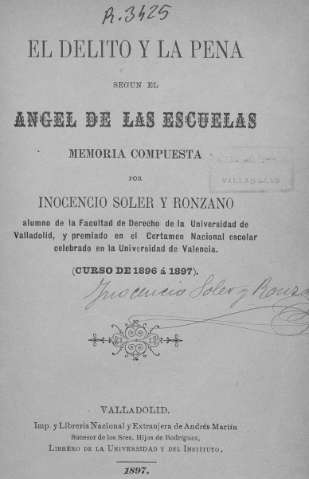 R.3425
EL DELITO Y LA PENA
SEGUN EL
ANGEL DE LAS ESCUELAS
MEMORIA COMPUESTA
POR
INOCENCIO SOLER Y RONZANO
alumno de la Facultad de Derecho de la Universidad de
Valladolid, y premiado en el Certamen Nacional escolar
celebrado en la Universidad de Valencia.
VALLADOLID
(CURSO DE 1896 á 1897).
Inocencio Soler y Ronzano
VALLADOLID.
Imp. y Librería Nacional y Extranjera de Andrés Martín
Sucesor de los Sres. Hijos de Rodríguez,
LIBRERO DE LA UNIVERSIDAD Y DEL INSTITUTO.
1897.